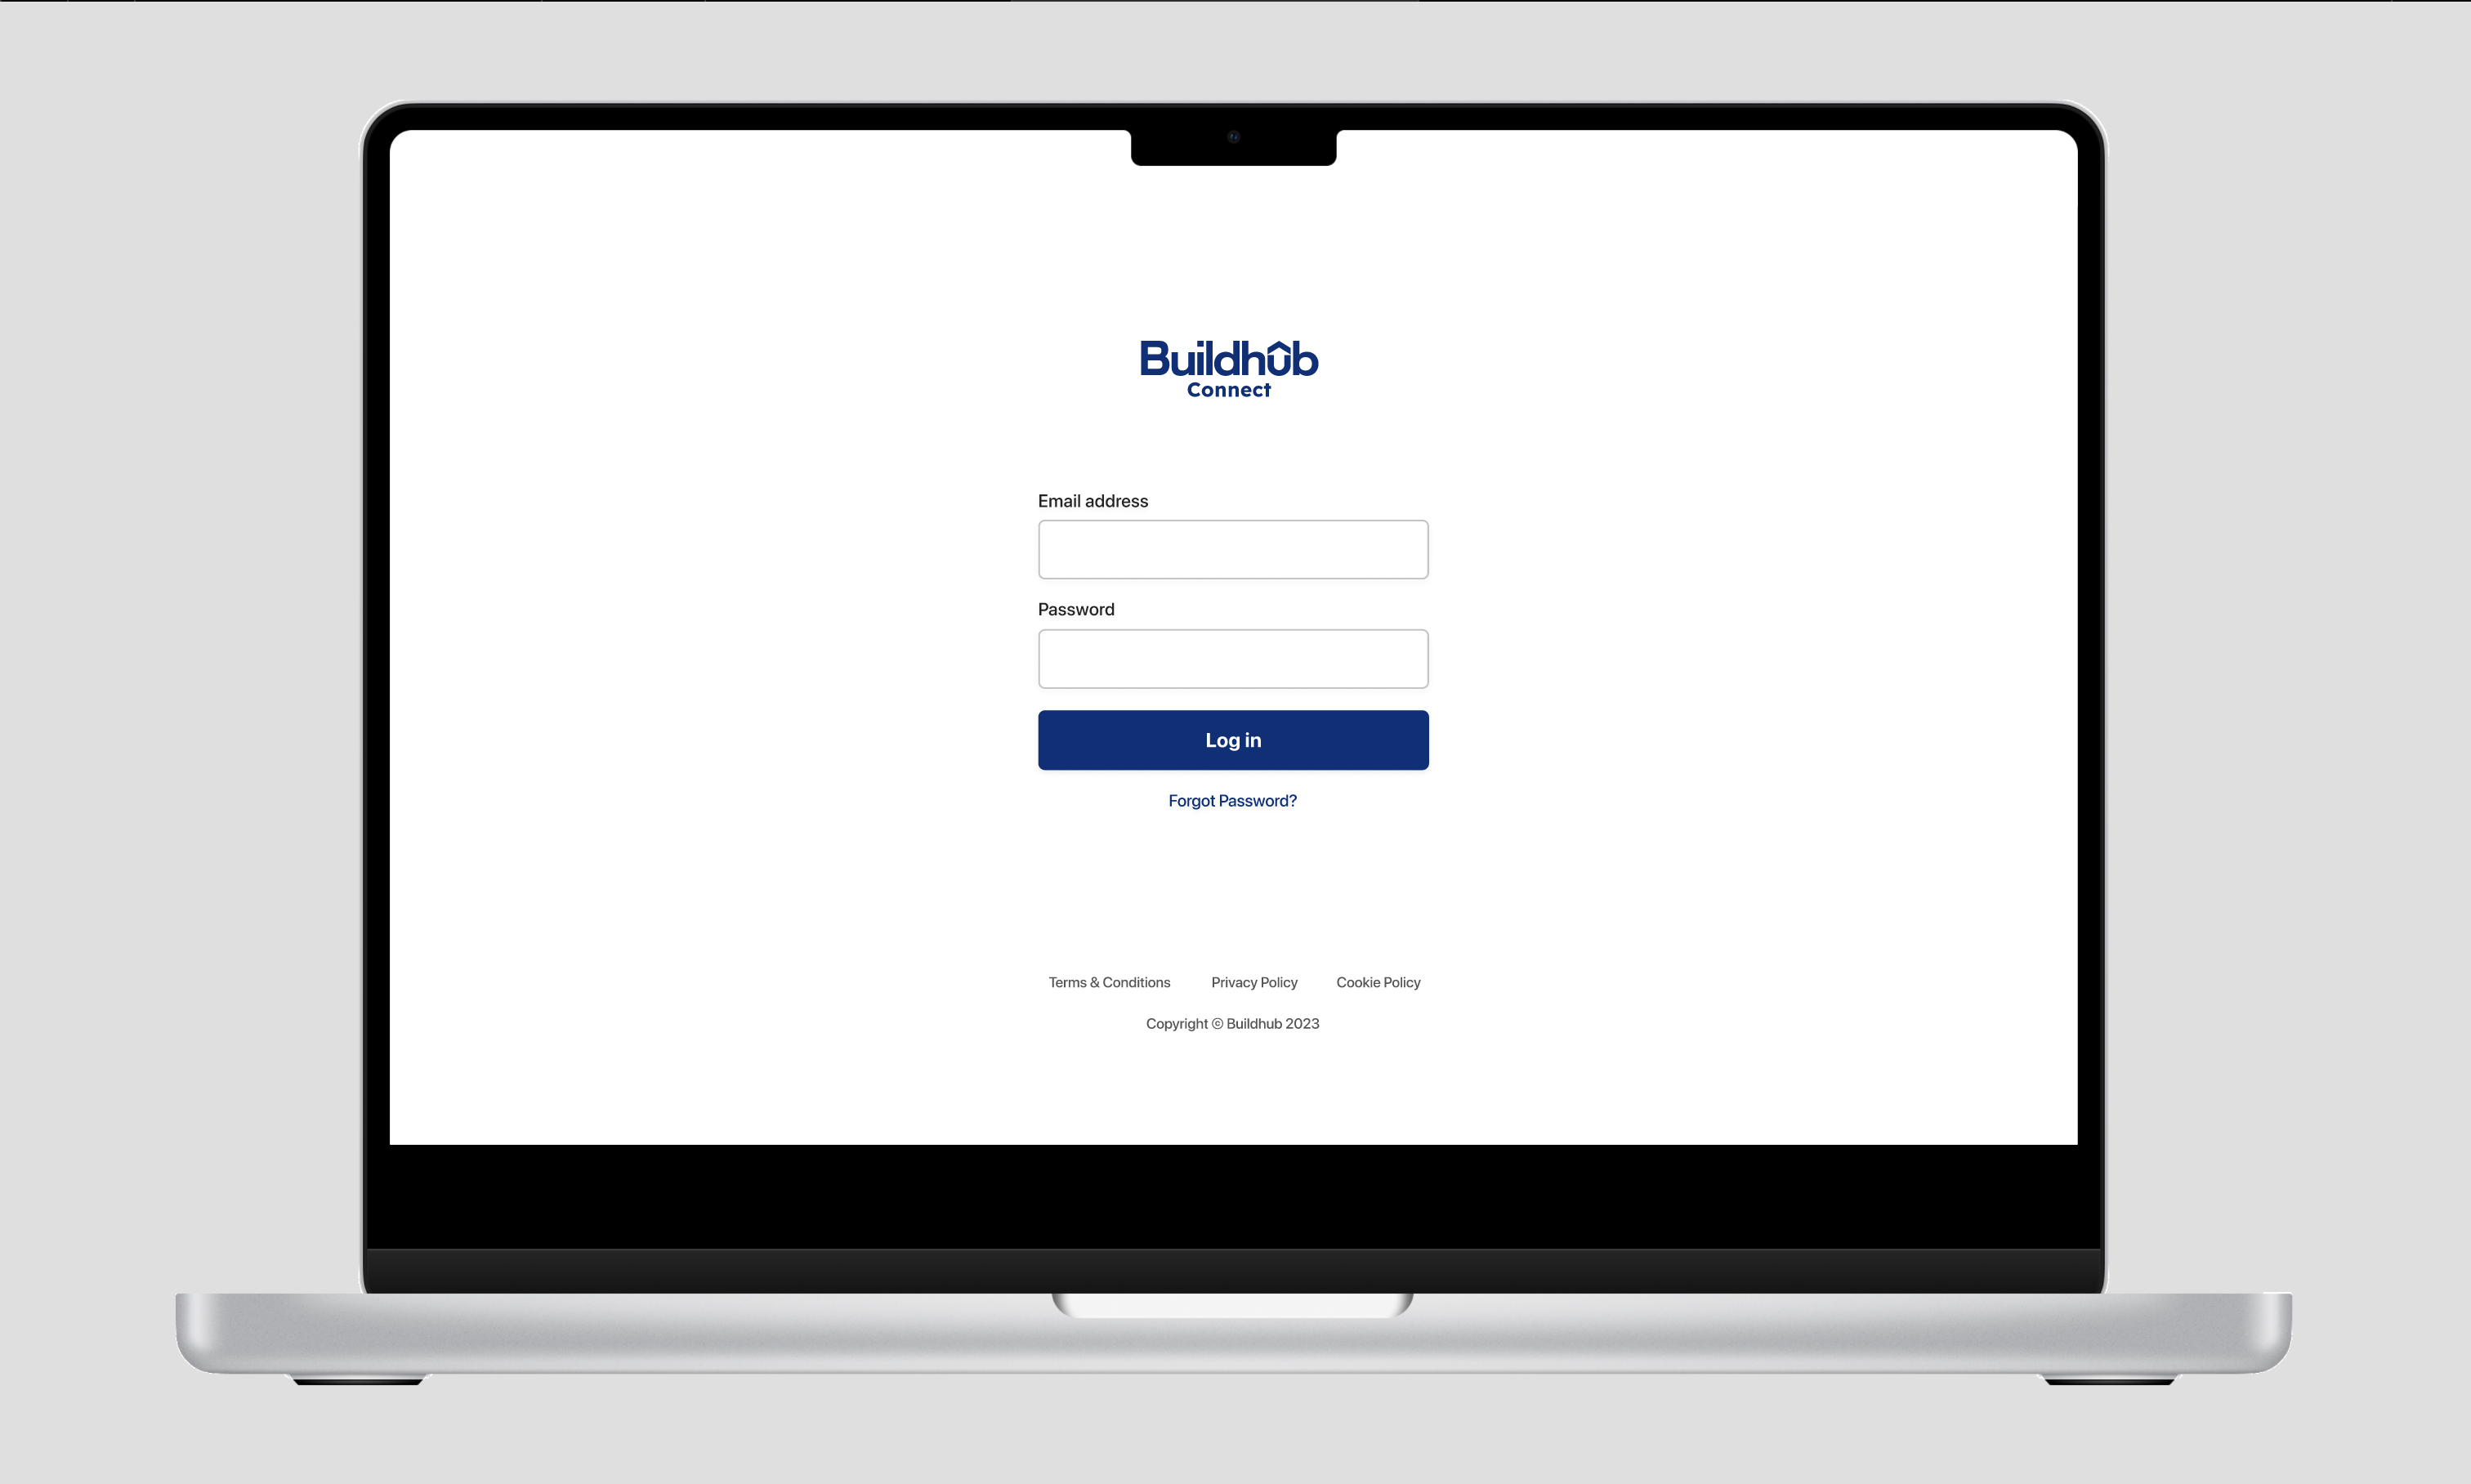 Buildhub
Connect
Email address
Password
Log in
Forgot Password?
Terms & Conditions Privacy Policy Cookie Policy
Copyright © Buildhub 2023